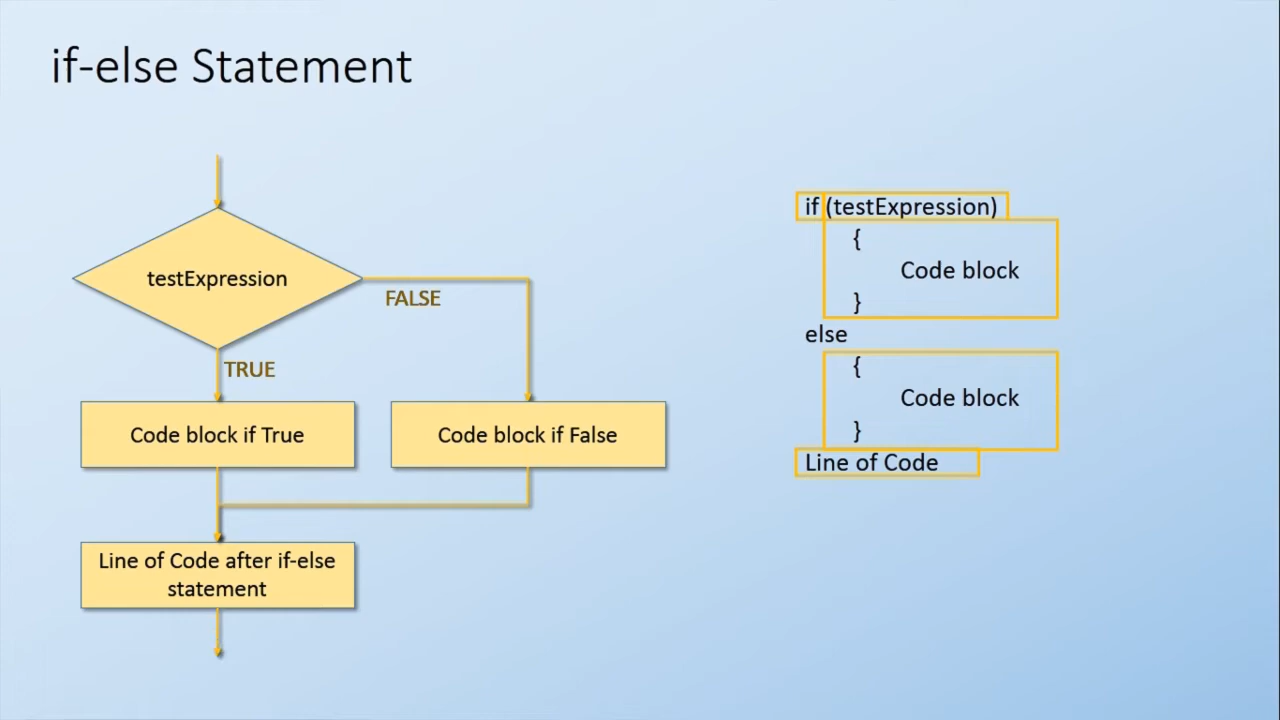 if-else Statement
testExpression
FALSE
TRUE
Code block if True
Code block if False
Line of Code after if-else
statement
if (testExpression)
{
Code block
}
else
{
Code block
}
Line of Code